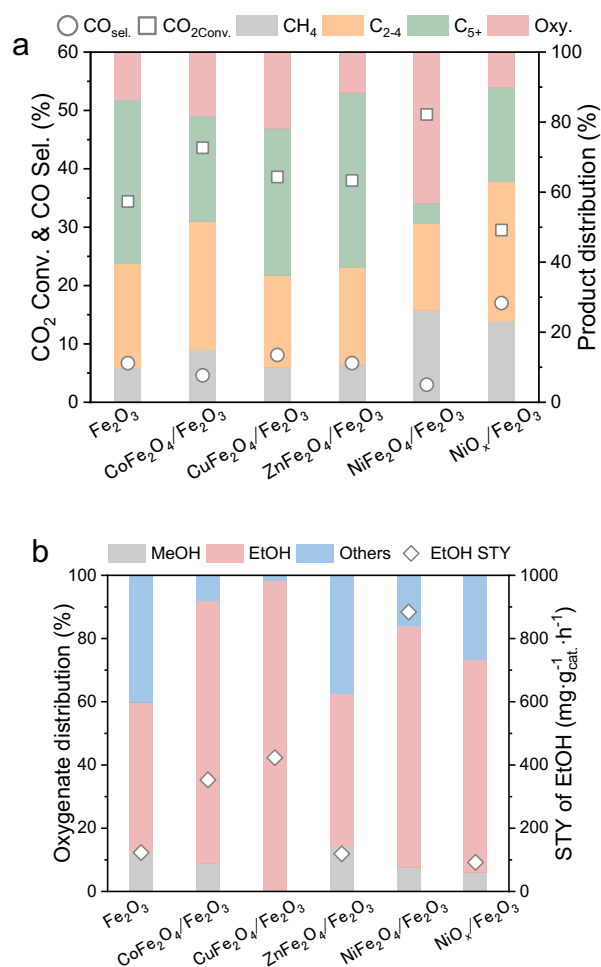 CO sel. CO2Conv. CH4 C2-4 C5+ Oxy.
a
60 100
50 80
40 60
30 40
20 20
10 0
0
CO2 Conv. & CO Sel. (%)
Product distribution (%)
Fe2O3
CoFe2O4/Fe2O3
CuFe2O4/Fe2O3
ZnFe2O4/Fe2O3
NiFe2O4/Fe2O3
NiOx/Fe2O3
b
MeOH EtOH Others EtOH STY
100 1000
80 800
60 600
40 400
20 200
0 0
Oxygenate distribution (%)
STY of EtOH (mg·g-1cat.·h-1)
Fe2O3
CoFe2O4/Fe2O3
CuFe2O4/Fe2O3
ZnFe2O4/Fe2O3
NiFe2O4/Fe2O3
NiOx/Fe2O3